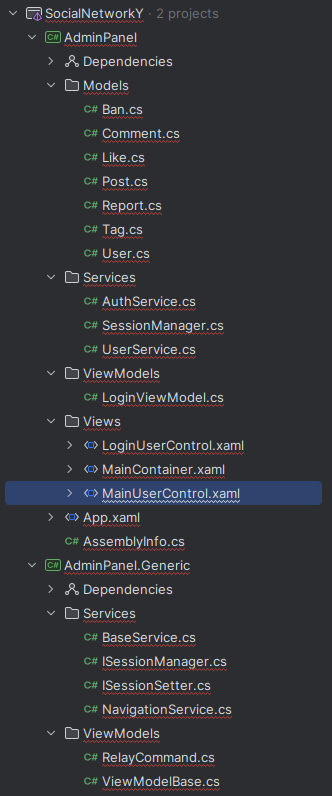 SocialNetworkY · 2 projects
C# AdminPanel
Dependencies
Models
C# Ban.cs
C# Comment.cs
C# Like.cs
C# Post.cs
C# Report.cs
C# Tag.cs
C# User.cs
Services
C# AuthService.cs
C# SessionManager.cs
C# UserService.cs
ViewModels
C# LoginViewModel.cs
Views
LoginUserControl.xaml
MainContainer.xaml
MainUserControl.xaml
App.xaml
C# AssemblyInfo.cs
C# AdminPanel.Generic
Dependencies
Services
C# BaseService.cs
C# ISessionManager.cs
C# ISessionSetter.cs
C# NavigationService.cs
ViewModels
C# RelayCommand.cs
C# ViewModelBase.cs